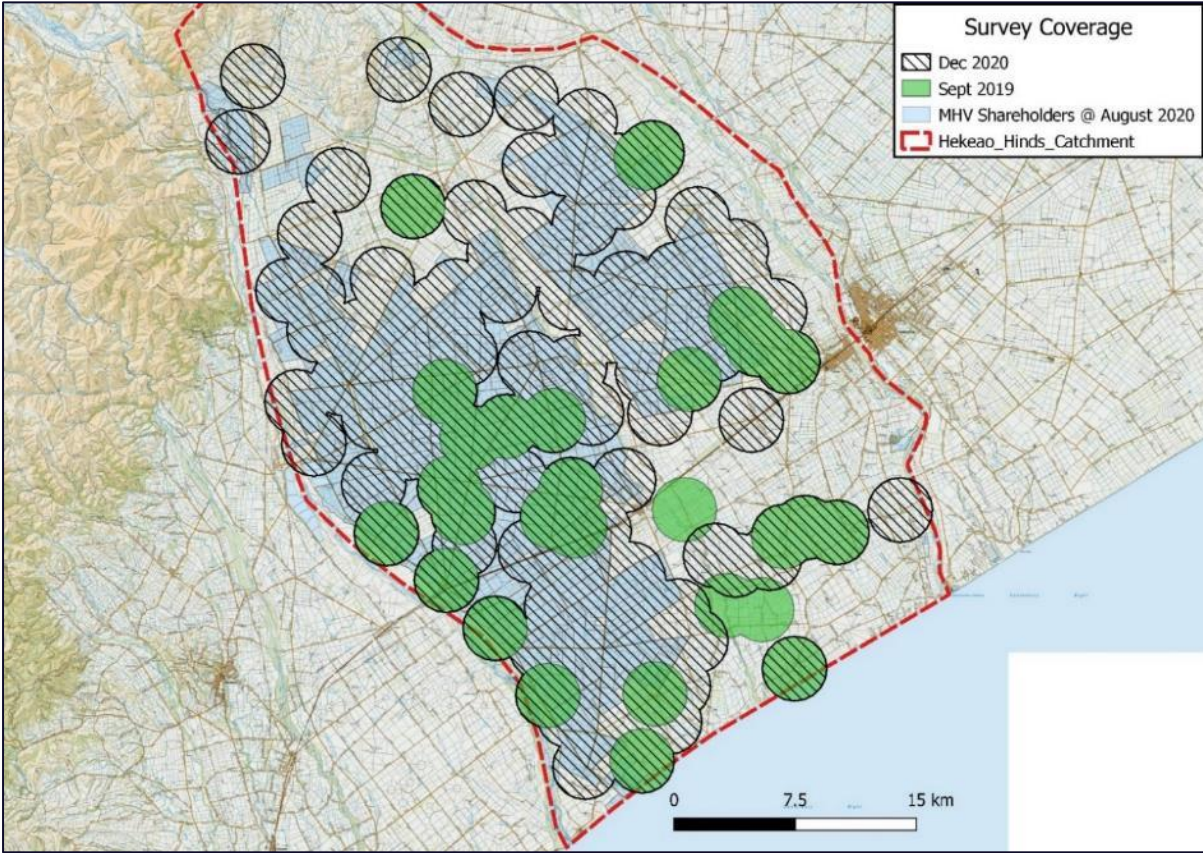 Survey Coverage
Dec 2020
Sept 2019
MHV Shareholders @ August 2020
Hekeao_Hinds_Catchment
0 7.5 15 km